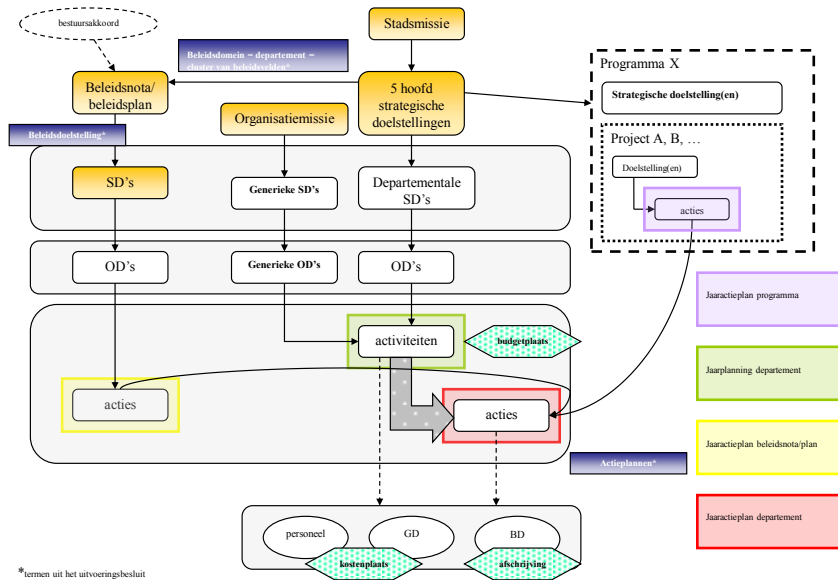 bestuursakkoord
Stadsmissie
Beleidsdomein = departement =
cluster van beleidsvelden*
Programma X
Beleidsnota/
beleidsplan
5 hoofd
strategische
doelstellingen
Strategische doelstelling(en)
Organisatiemissie
Beleidsdoelstelling*
Project A, B, …
Doelstelling(en)
SD’s
Generieke SD’s
Departementale
SD’s
acties
OD’s
Generieke OD’s
OD’s
Jaaractieplan programma
activiteiten
budgetplaats
Jaarplanning departement
acties
acties
Jaaractieplan beleidsnota/plan
Actieplannen*
Jaaractieplan departement
personeel
GD
BD
kostenplaats
afschrijving
*termen uit het uitvoeringsbesluit